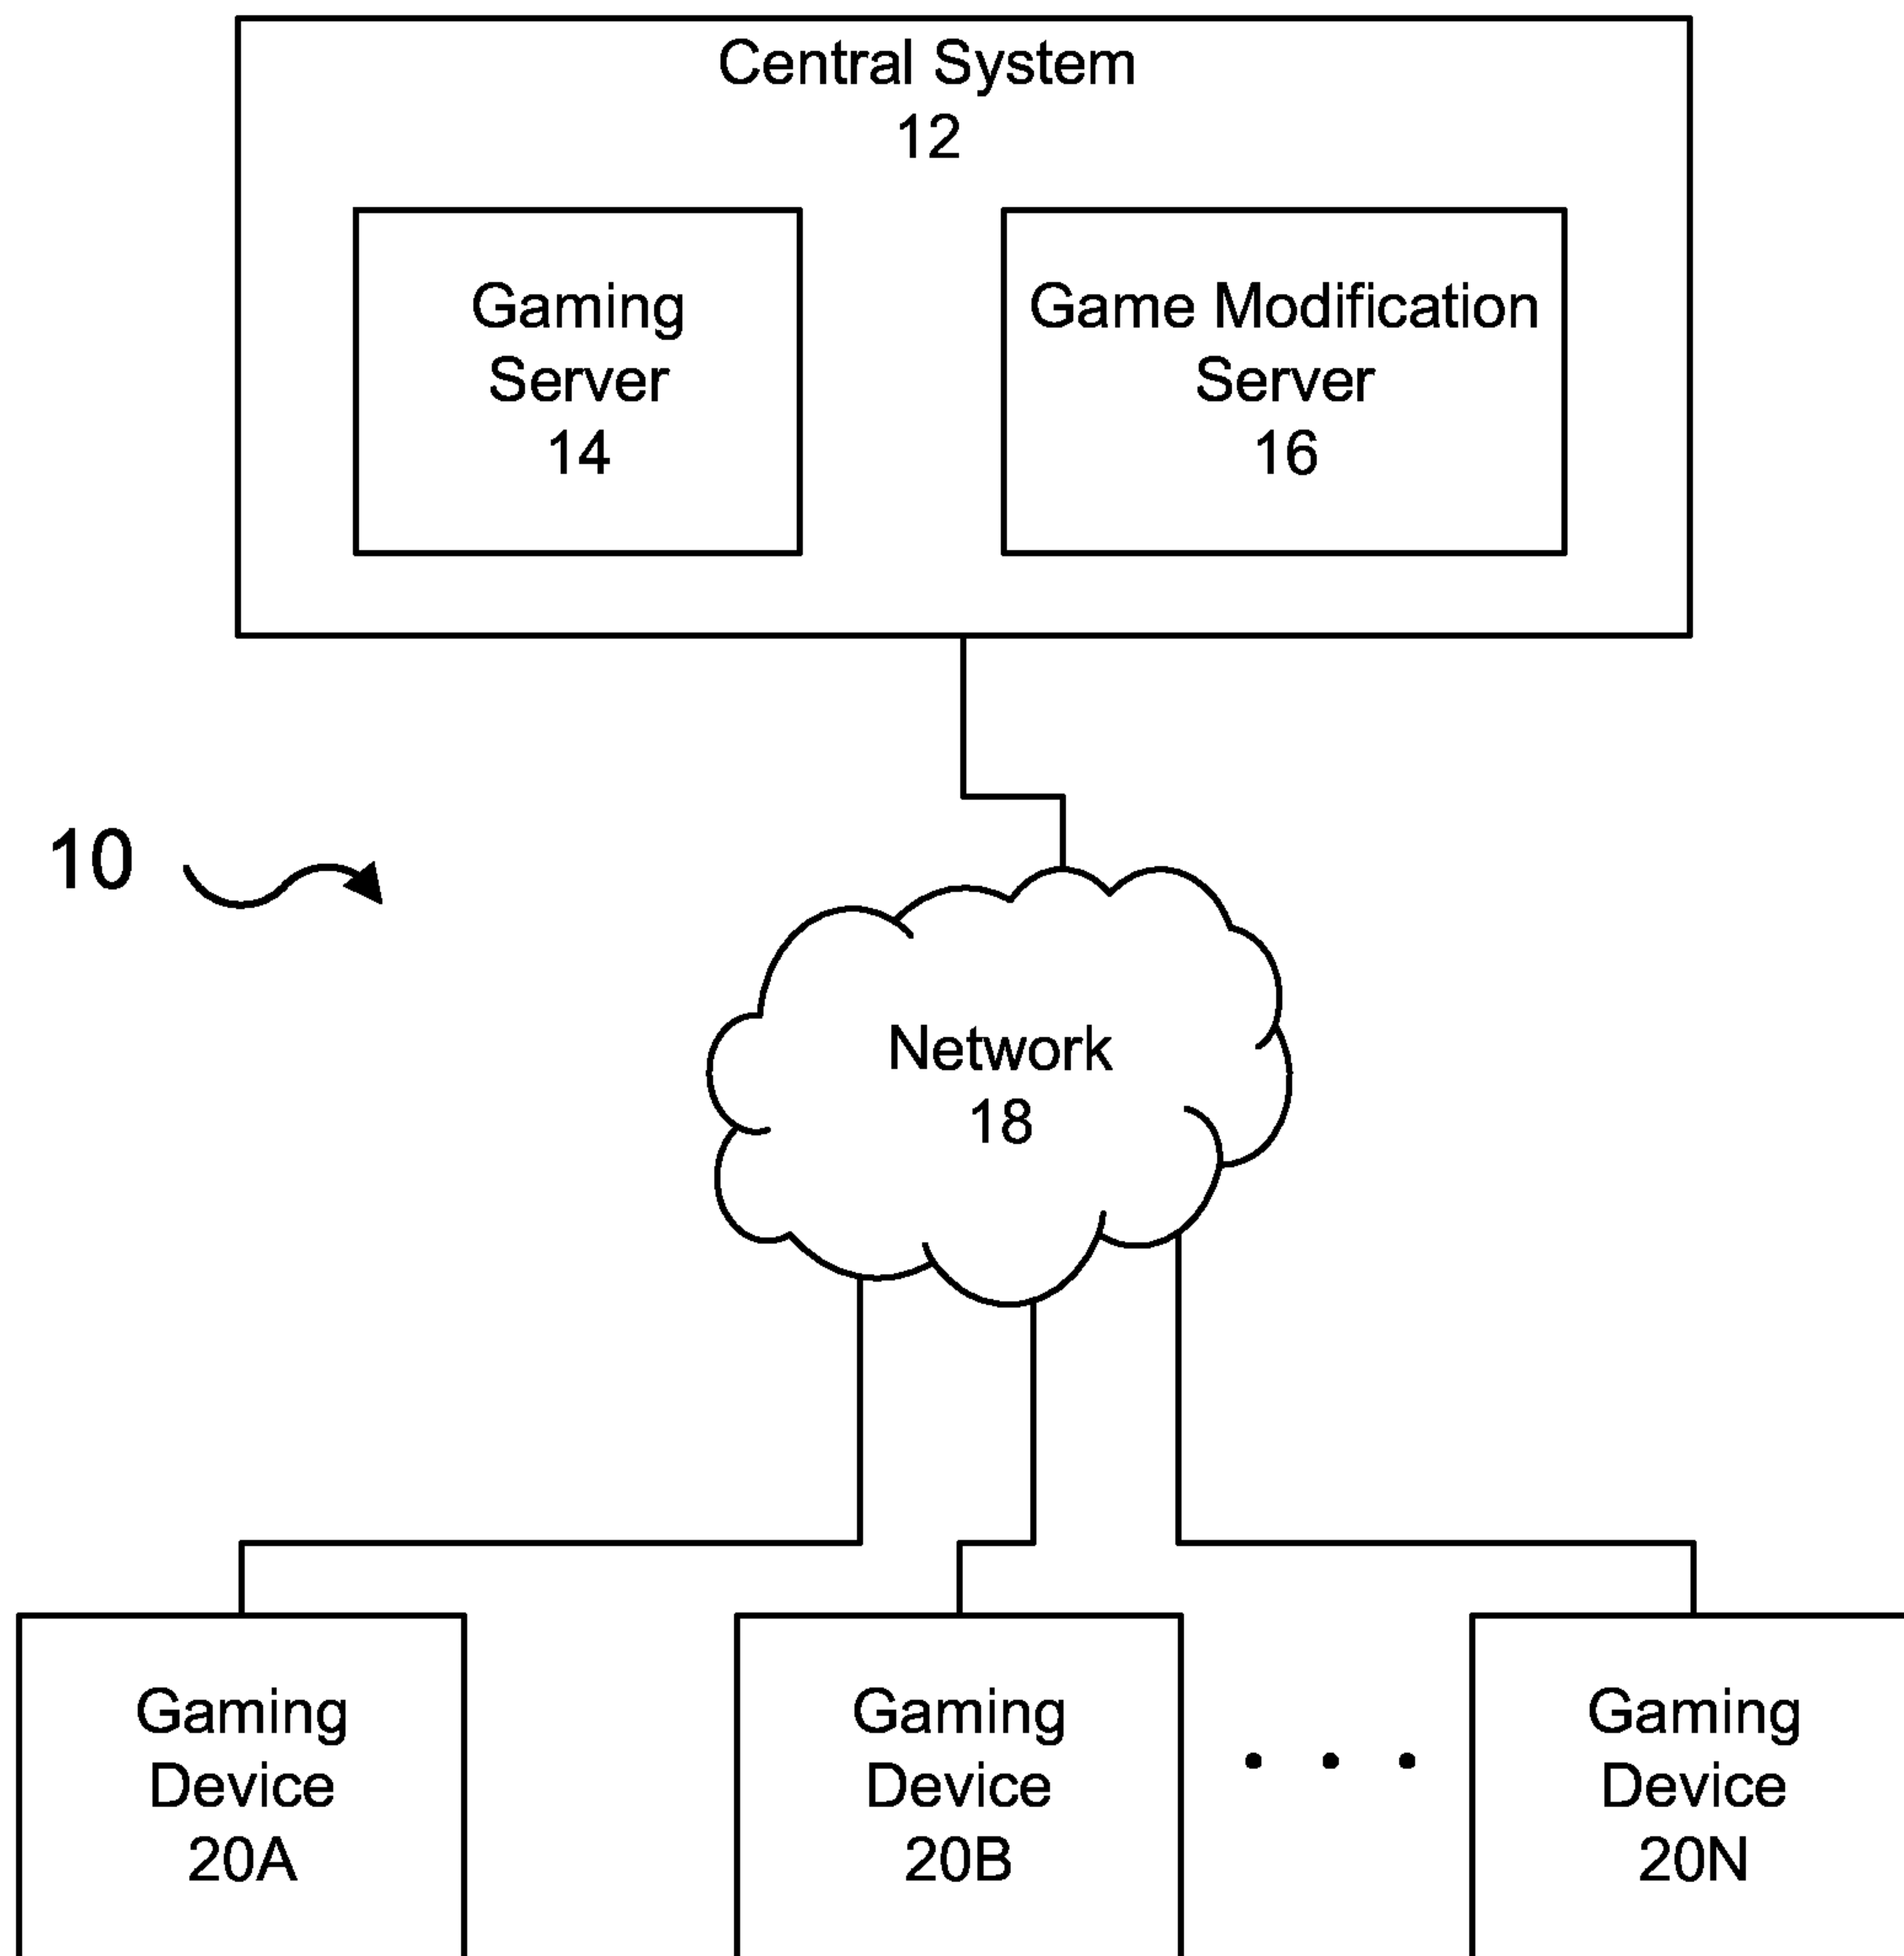 Central System
12
Gaming
Server
14
Game Modification
Server
16
10
Network
18
Gaming
Device
20A
Gaming
Device
20B
Gaming
Device
20N